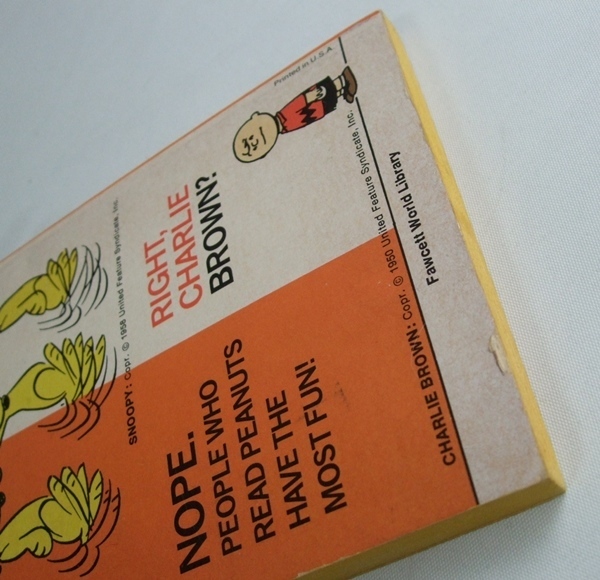 SNOOPY: Copr. © 1958 United Feature Syndicate, Inc.
RIGHT,
CHARLIE
BROWN?
Printed in U.S.A.
NOPE.
PEOPLE WHO
READ PEANUTS
HAVE THE
MOST FUN!
CHARLIE BROWN: Copr. © 1950 United Feature Syndicate, Inc.
Fawcett World Library